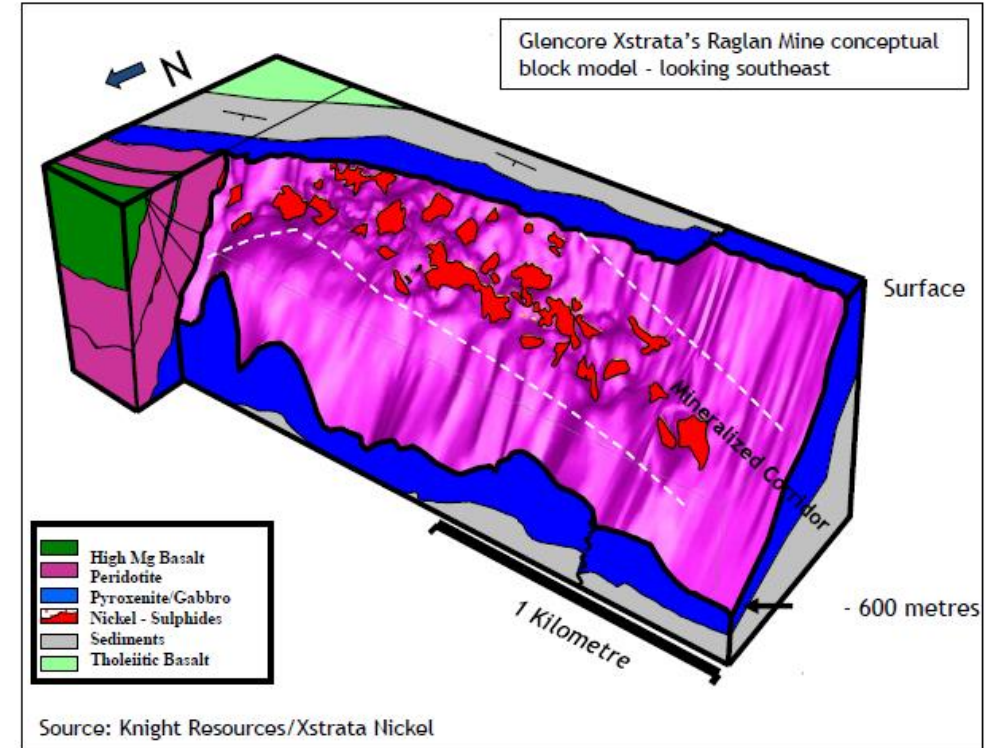 Glencore Xstrata's Raglan Mine conceptual
block model - looking southeast
N
Surface
Mineralized Corridor
- 600 metres
1 Kilometre
High Mg Basalt
Peridotite
Pyroxenite/Gabbro
Nickel - Sulphides
Sediments
Tholeiitic Basalt
Source: Knight Resources/Xstrata Nickel